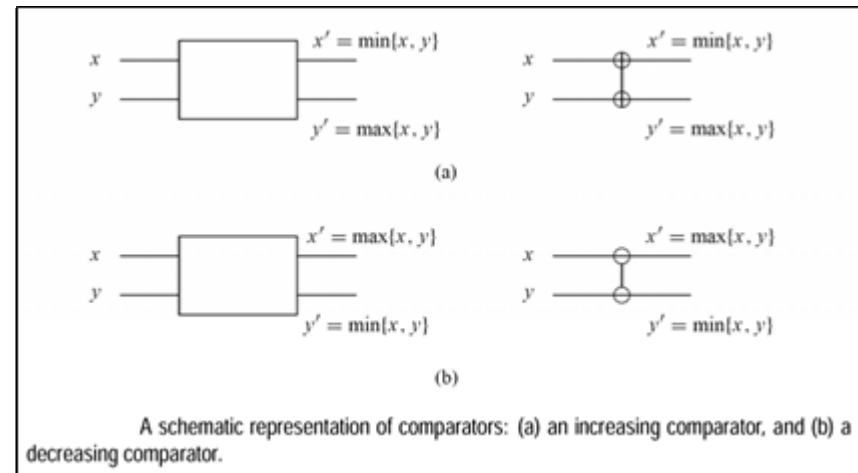 x′ = min{x, y} x′ = min{x, y}
x x
y y
y′ = max{x, y} y′ = max{x, y}
(a)
x′ = max{x, y} x′ = max{x, y}
x x
y y
y′ = min{x, y} y′ = min{x, y}
(b)
A schematic representation of comparators: (a) an increasing comparator, and (b) a
decreasing comparator.